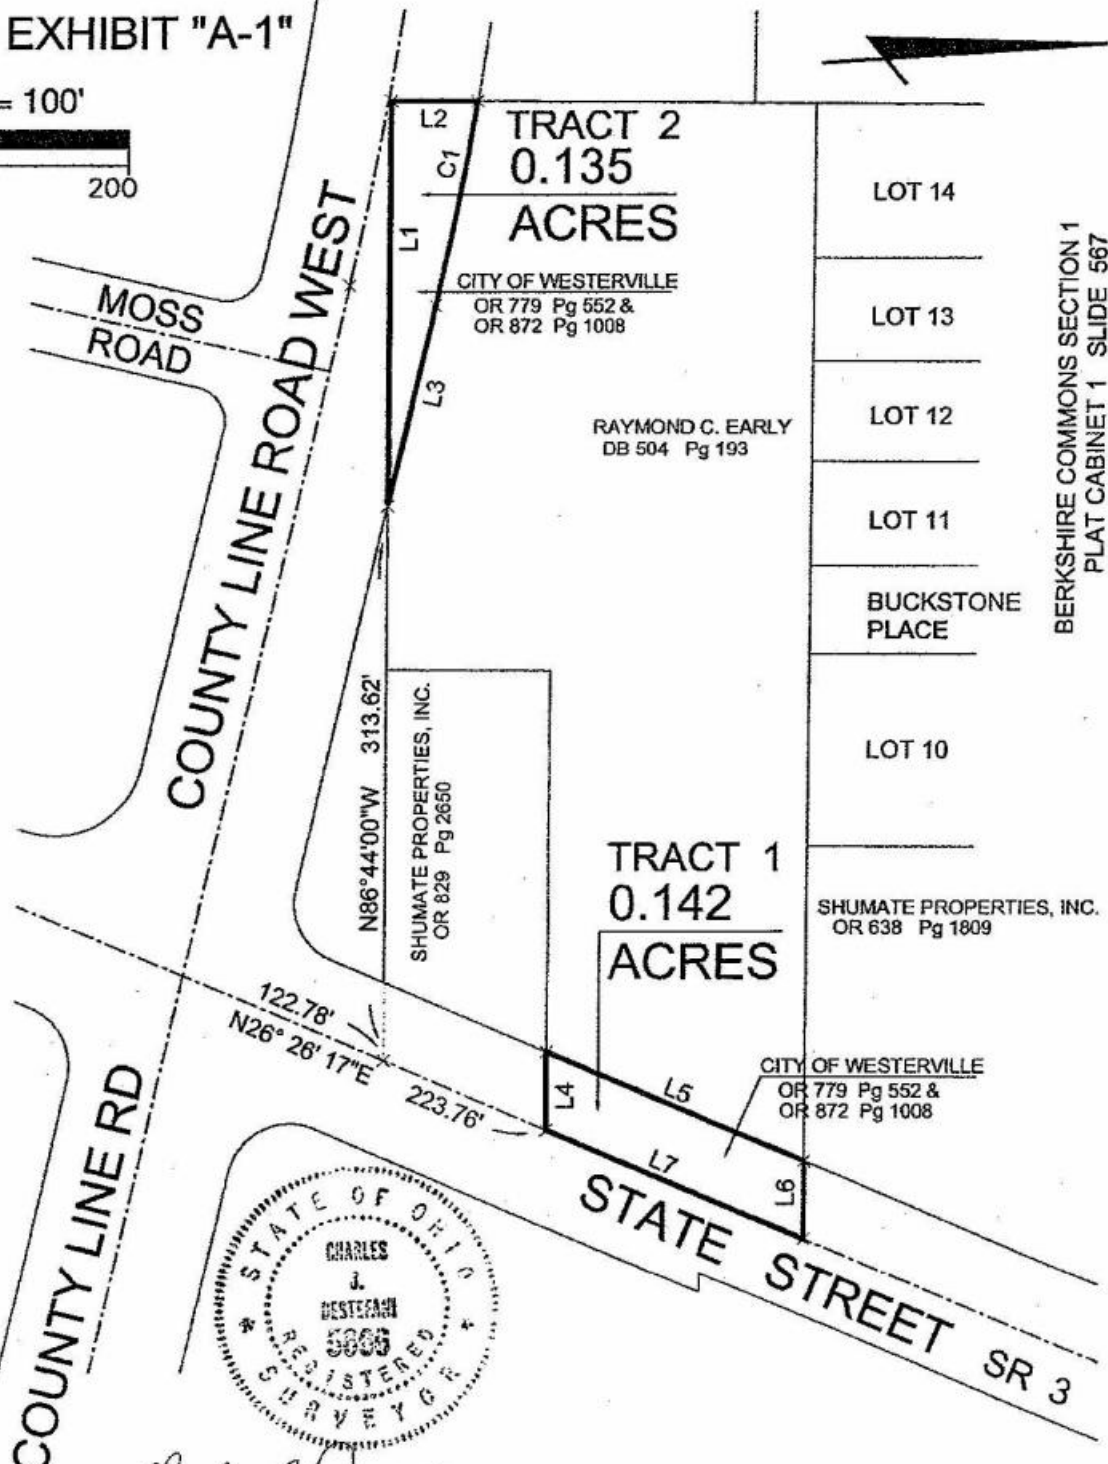 EXHIBIT "A-1"
= 100'
200
L2
TRACT 2
0.135
ACRES
C1
L1
L3
CITY OF WESTERVILLE
OR 779 Pg 552 &
OR 872 Pg 1008
MOSS
ROAD
COUNTY LINE ROAD WEST
RAYMOND C. EARLY
DB 504 Pg 193
LOT 14
LOT 13
LOT 12
LOT 11
BUCKSTONE
PLACE
LOT 10
BERKSHIRE COMMONS SECTION 1
PLAT CABINET 1 SLIDE 567
N86°44'00"W 313.62'
SHUMATE PROPERTIES, INC.
OR 829 Pg 2650
TRACT 1
0.142
ACRES
SHUMATE PROPERTIES, INC.
OR 638 Pg 1809
122.78'
N26° 26' 17"E
223.76'
L4
L5
CITY OF WESTERVILLE
OR 779 Pg 552 &
OR 872 Pg 1008
L7
L6
STATE STREET SR 3
COUNTY LINE RD
STATE OF OHIO
CHARLES
J.
DESTEFANI
REGISTERED
SURVEYOR